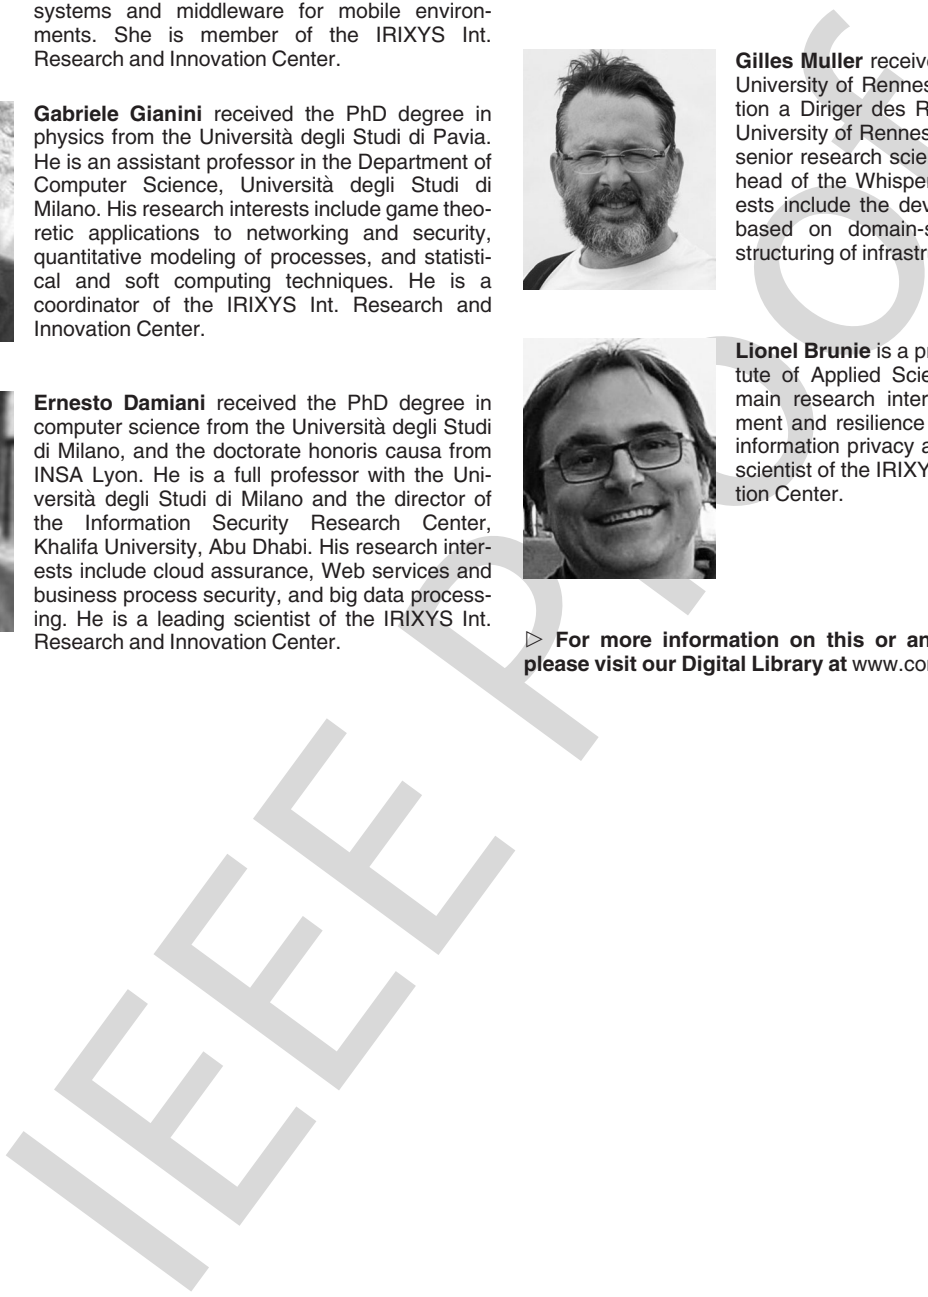 systems and middleware for mobile environ-
ments. She is member of the IRIXYS Int.
Research and Innovation Center.
Gabriele Gianini received the PhD degree in
physics from the Università degli Studi di Pavia.
He is an assistant professor in the Department of
Computer Science, Università degli Studi di
Milano. His research interests include game theo-
retic applications to networking and security,
quantitative modeling of processes, and statisti-
cal and soft computing techniques. He is a
coordinator of the IRIXYS Int. Research and
Innovation Center.
Ernesto Damiani received the PhD degree in
computer science from the Università degli Studi
di Milano, and the doctorate honoris causa from
INSA Lyon. He is a full professor with the Uni-
versità degli Studi di Milano and the director of
the Information Security Research Center,
Khalifa University, Abu Dhabi. His research inter-
ests include cloud assurance, Web services and
business process security, and big data process-
ing. He is a leading scientist of the IRIXYS Int.
Research and Innovation Center.
Gilles Muller
University of Rennes
tion a Diriger des
University of Rennes
senior research
head of the
ests include the
based on
structuring of
Lionel Brunie is a
tute of Applied
main research
ment and resilience
information privacy
scientist of the
tion Center.
▷ For more information on this or
please visit our Digital Library at
IEEE